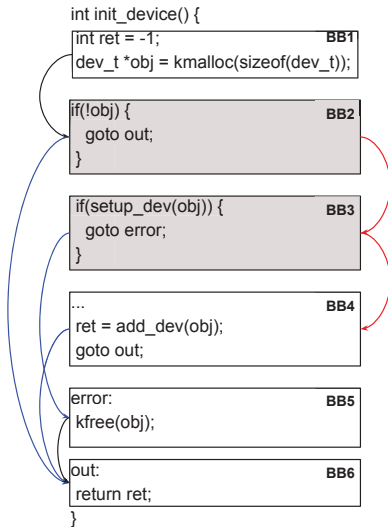 int init_device() {
int ret = -1; BB1
dev_t *obj = kmalloc(sizeof(dev_t));
if(!obj) { BB2
goto out;
}
if(setup_dev(obj)) { BB3
goto error;
}
... BB4
ret = add_dev(obj);
goto out;
error: BB5
kfree(obj);
out: BB6
return ret;
}